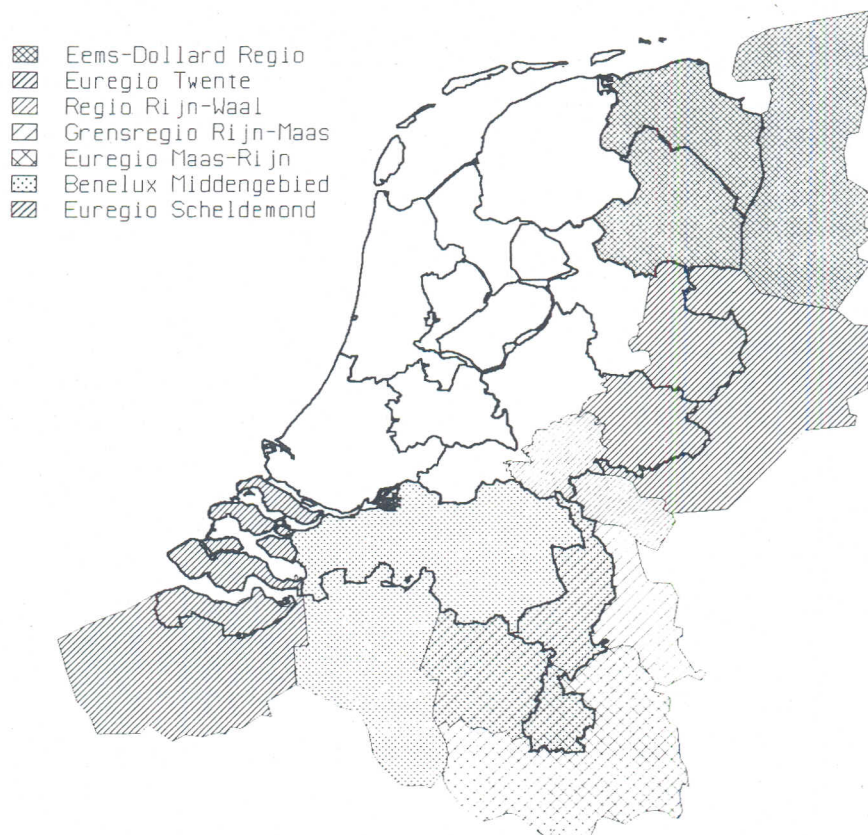 Eems-Dollard Regio
Euregio Twente
Regio Rijn-Waal
Grensregio Rijn-Maas
Euregio Maas-Rijn
Benelux Middengebied
Euregio Scheldemond